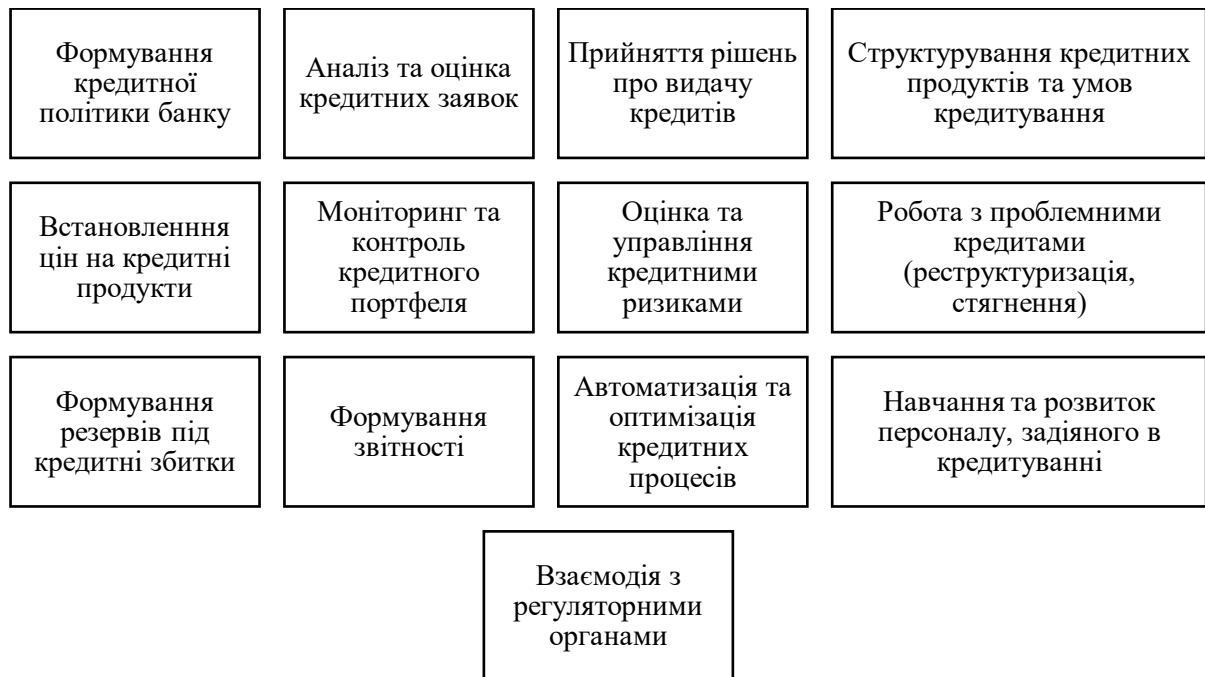 Формування
кредитної
політики банку
Аналіз та оцінка
кредитних заявок
Прийняття рішень
про видачу
кредитів
Структурування кредитних
продуктів та умов
кредитування
Встановленння
цін на кредитні
продукти
Моніторинг та
контроль
кредитного
портфеля
Оцінка та
управління
кредитними
ризиками
Робота з проблемними
кредитами
(реструктуризація,
стягнення)
Формування
резервів під
кредитні збитки
Формування
звітності
Автоматизація та
оптимізація
кредитних
процесів
Навчання та розвиток
персоналу, задіяного в
кредитуванні
Взаємодія з
регуляторними
органами